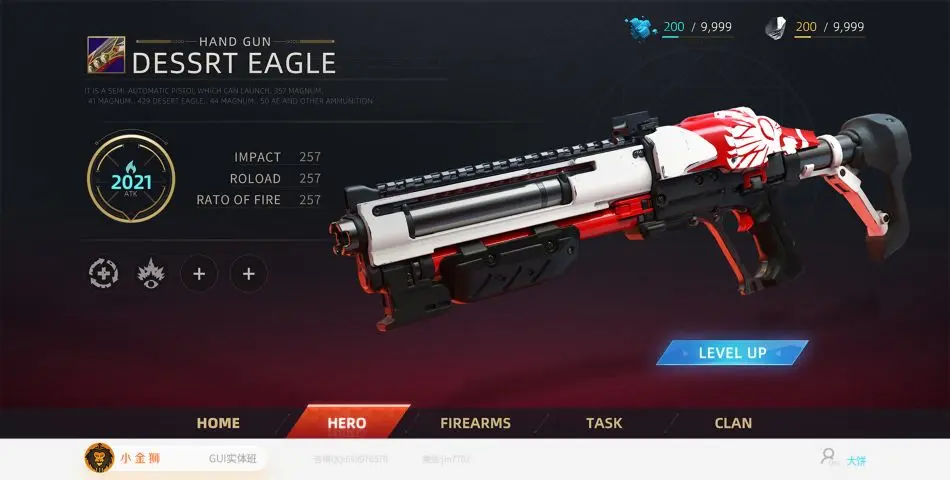 HAND GUN
DESSRT EAGLE
200 / 9,999
200 / 9,999
IT IS A SEMI-AUTOMATIC PISTOL WHICH CAN LAUNCH. 357 MAGNUM.
41 MAGNUM. .429 DESERT EAGLE. .44 MAGNUM. .50 AE AND OTHER AMMUNITION
2021
ATK
IMPACT 257
ROLOAD 257
RATO OF FIRE 257
LEVEL UP
HOME
HERO
FIREARMS
TASK
CLAN
小金狮
GUI实体班
大饼